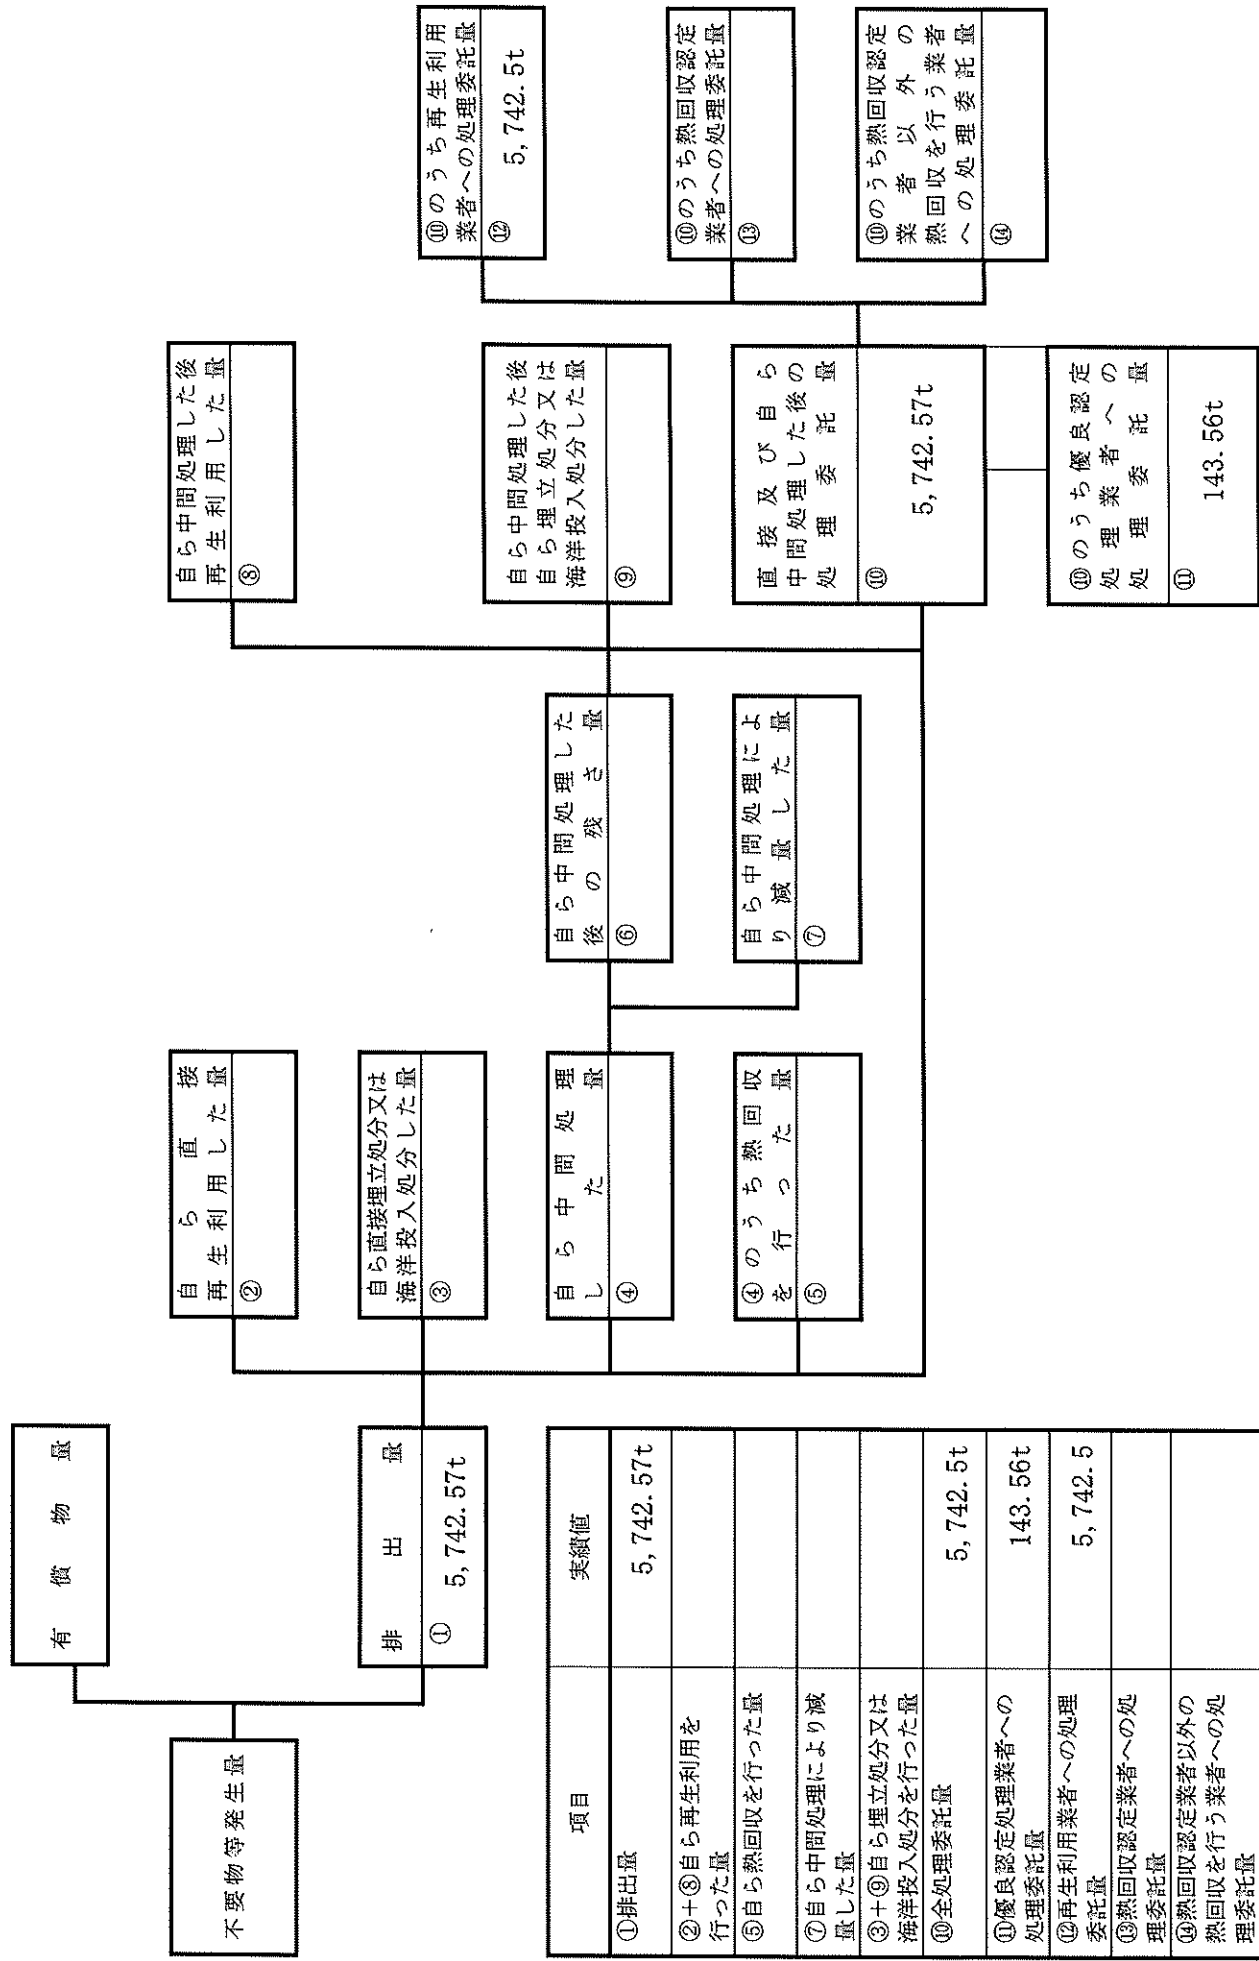 不要物等発生量
有償物量
排出量
① 5,742.57t
自ら直接
再生利用した量
②
自ら直接埋立処分又は
海洋投入処分した量
③
自ら中間処理
した量
④
④のうち熱回収
を行った量
⑤
自ら中間処理した
後の残さ量
⑥
自ら中間処理によ
り減量した量
⑦
自ら中間処理した後
再生利用した量
⑧
自ら中間処理した後
自ら埋立処分又は
海洋投入処分した量
⑨
直接及び自ら
中間処理した後の
処理委託量
⑩
5,742.57t
⑩のうち優良認定
処理業者への
処理委託量
⑪
143.56t
⑩のうち再生利用
業者への処理委託量
⑫
5,742.5t
⑩のうち熱回収認定
業者への処理委託量
⑬
⑩のうち熱回収認定
業者以外の
熱回収を行う業者
への処理委託量
⑭
項目 実績値
①排出量 5,742.57t
②+⑧自ら再生利用を
行った量
⑤自ら熱回収を行った量
⑦自ら中間処理により減
量した量
③+⑨自ら埋立処分又は
海洋投入処分を行った量
⑩全処理委託量 5,742.5t
⑪優良認定処理業者への
処理委託量 143.56t
⑫再生利用業者への処理
委託量 5,742.5
⑬熱回収認定業者への処
理委託量
⑭熱回収認定業者以外の
熱回収を行う業者への処
理委託量